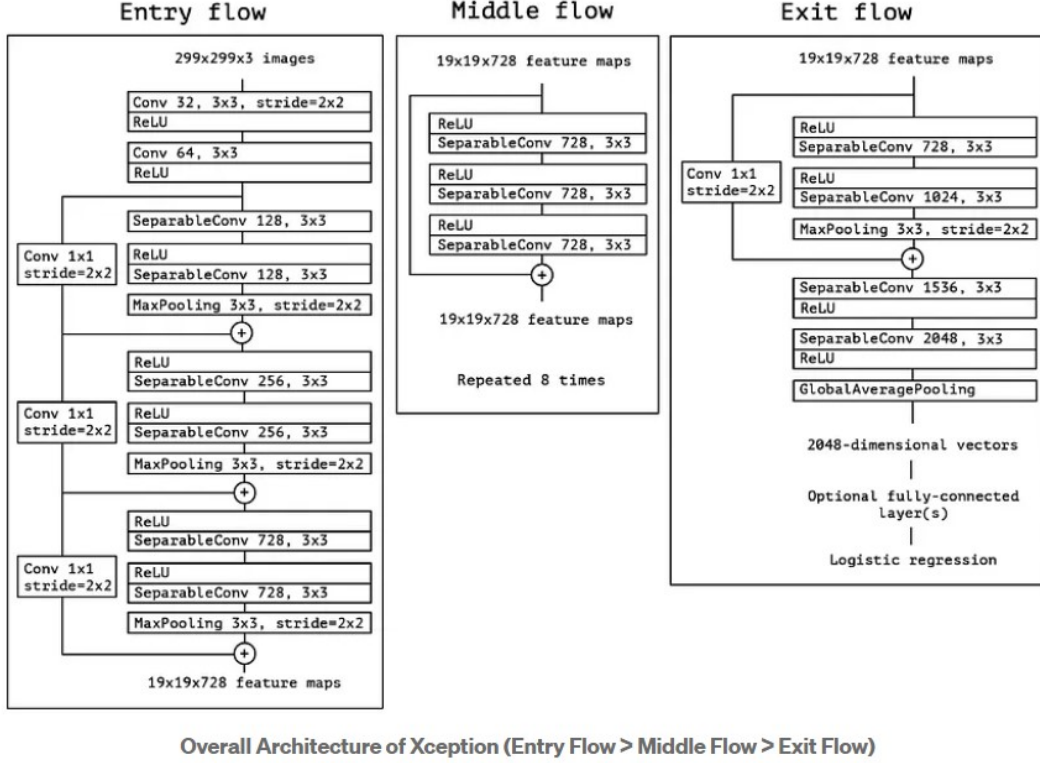 Entry flow
299x299x3 images
Conv 32, 3x3, stride=2x2
ReLU
Conv 64, 3x3
ReLU
SeparableConv 128, 3x3
Conv 1x1
stride=2x2
ReLU
SeparableConv 128, 3x3
MaxPooling 3x3, stride=2x2
+
ReLU
SeparableConv 256, 3x3
Conv 1x1
stride=2x2
ReLU
SeparableConv 256, 3x3
MaxPooling 3x3, stride=2x2
+
ReLU
SeparableConv 728, 3x3
Conv 1x1
stride=2x2
ReLU
SeparableConv 728, 3x3
MaxPooling 3x3, stride=2x2
+
19x19x728 feature maps
Middle flow
19x19x728 feature maps
ReLU
SeparableConv 728, 3x3
ReLU
SeparableConv 728, 3x3
ReLU
SeparableConv 728, 3x3
+
19x19x728 feature maps
Repeated 8 times
Exit flow
19x19x728 feature maps
ReLU
SeparableConv 728, 3x3
Conv 1x1
stride=2x2
ReLU
SeparableConv 1024, 3x3
MaxPooling 3x3, stride=2x2
+
SeparableConv 1536, 3x3
ReLU
SeparableConv 2048, 3x3
ReLU
GlobalAveragePooling
2048-dimensional vectors
Optional fully-connected
layer(s)
Logistic regression
Overall Architecture of Xception (Entry Flow > Middle Flow > Exit Flow)